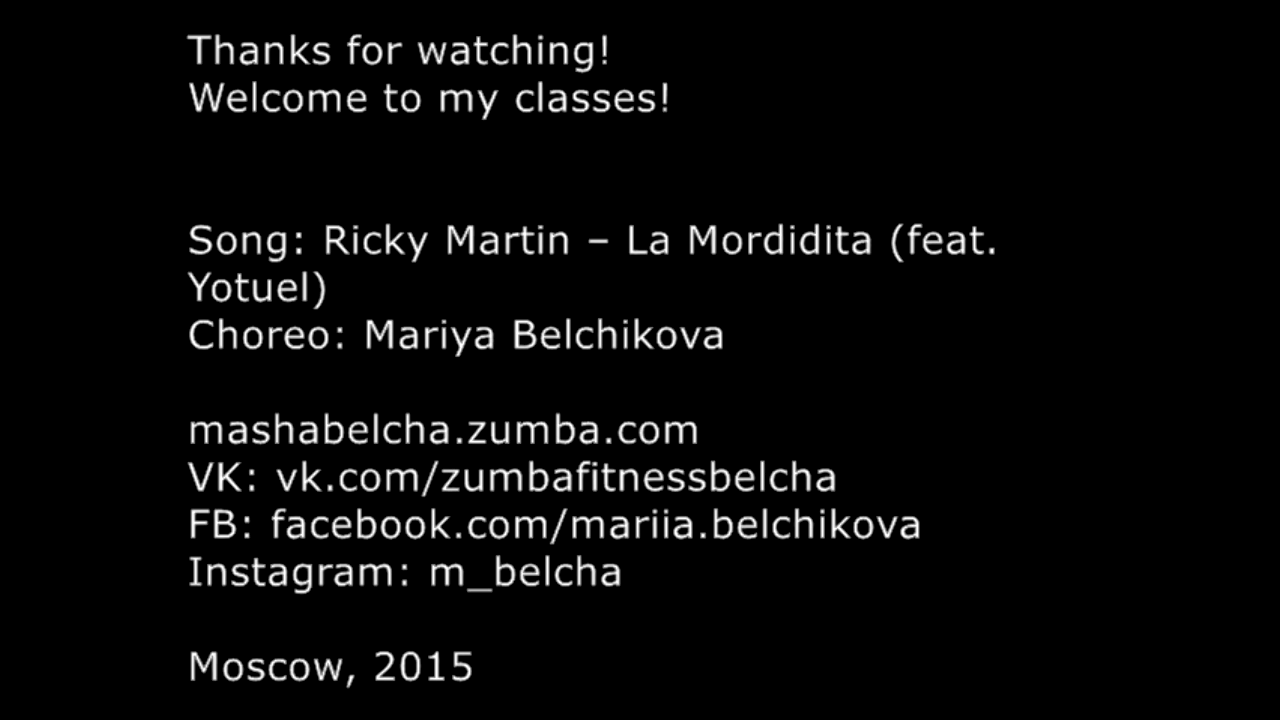 Thanks for watching!
Welcome to my classes!
Song: Ricky Martin – La Mordidita (feat.
Yotuel)
Choreo: Mariya Belchikova
mashabelcha.zumba.com
VK: vk.com/zumbafitnessbelcha
FB: facebook.com/mariia.belchikova
Instagram: m_belcha
Moscow, 2015